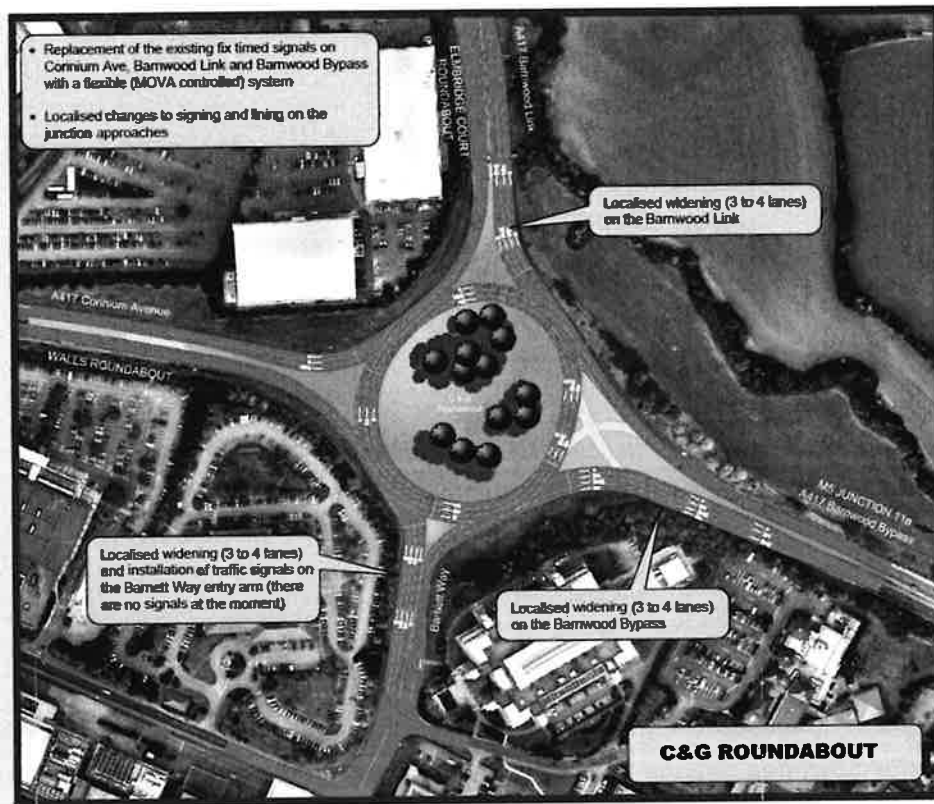 • Replacement of the existing fix timed signals on
Corinium Ave, Barnwood Link and Barnwood Bypass
with a flexible (MOVA controlled) system
• Localised changes to signing and lining on the
junction approaches
ELMBRIDGE COURT
ROUNDABOUT
A417 Barnwood Link
Localised widening (3 to 4 lanes)
on the Barnwood Link
A417 Corinium Avenue
WALLS ROUNDABOUT
M5 JUNCTION 11a
A417 Barnwood Bypass
Localised widening (3 to 4 lanes)
and installation of traffic signals on
the Barnett Way entry arm (there
are no signals at the moment)
Barnett Way
Localised widening (3 to 4 lanes)
on the Barnwood Bypass
C&G ROUNDABOUT